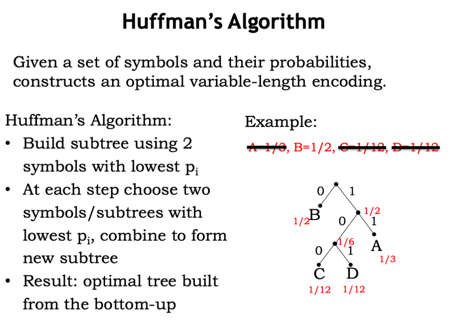 Huffman's Algorithm
Given a set of symbols and their probabilities,
constructs an optimal variable-length encoding.
Huffman's Algorithm:
• Build subtree using 2
symbols with lowest pi
• At each step choose two
symbols/subtrees with
lowest pi, combine to form
new subtree
• Result: optimal tree built
from the bottom-up
Example:
A=1/3, B=1/2, C=1/12, D=1/12
0 1
1/2 B 0 1/2 1
0 1/6 1 A
1/3
C D
1/12 1/12